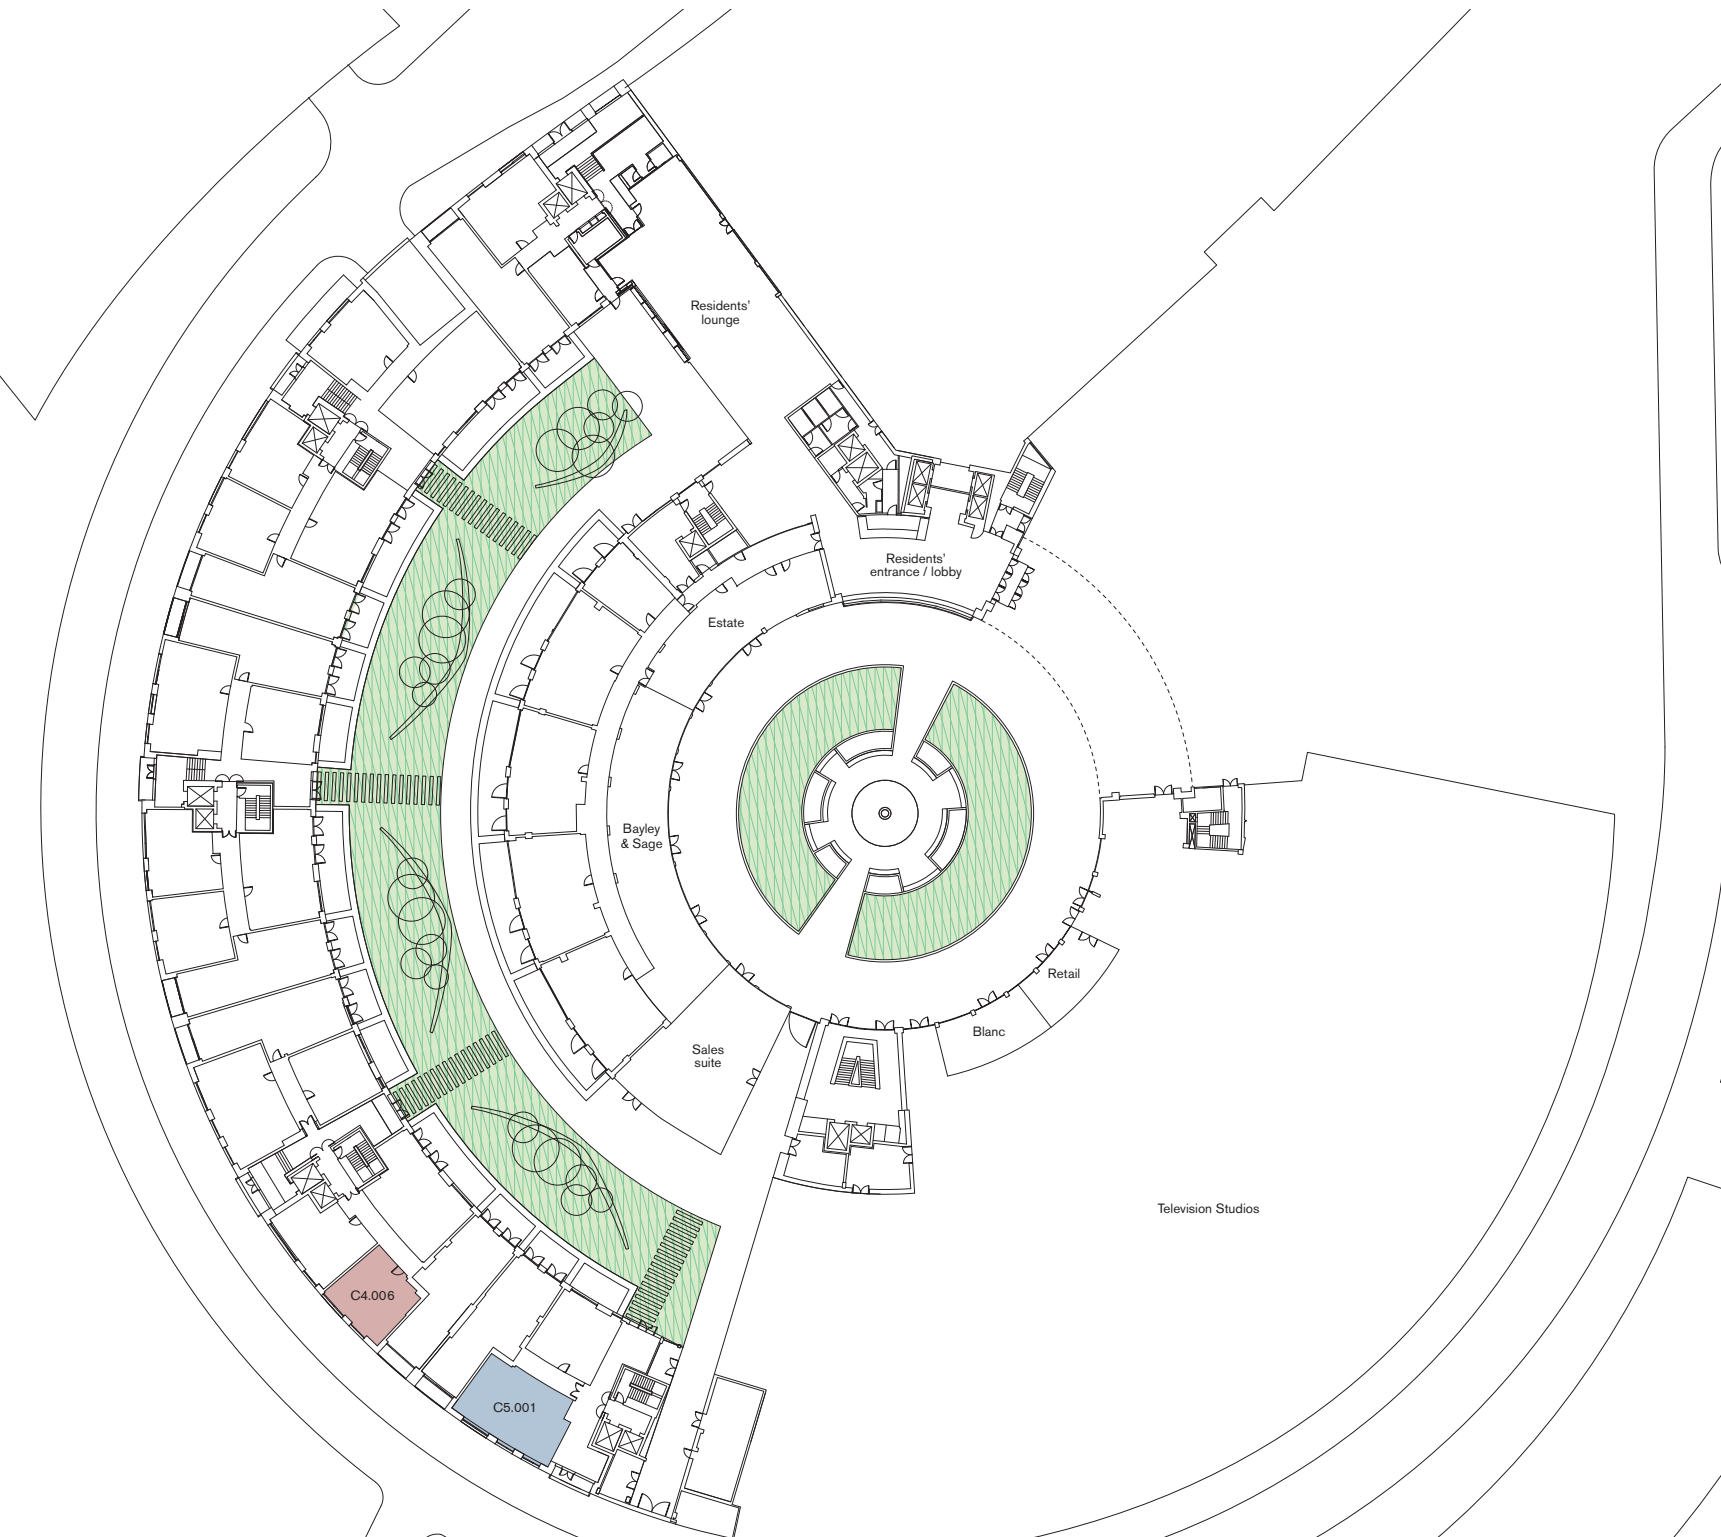 Residents'
lounge
Residents'
entrance / lobby
Estate
Bayley
& Sage
Retail
Blanc
Sales
suite
Television Studios
C4.006
C5.001